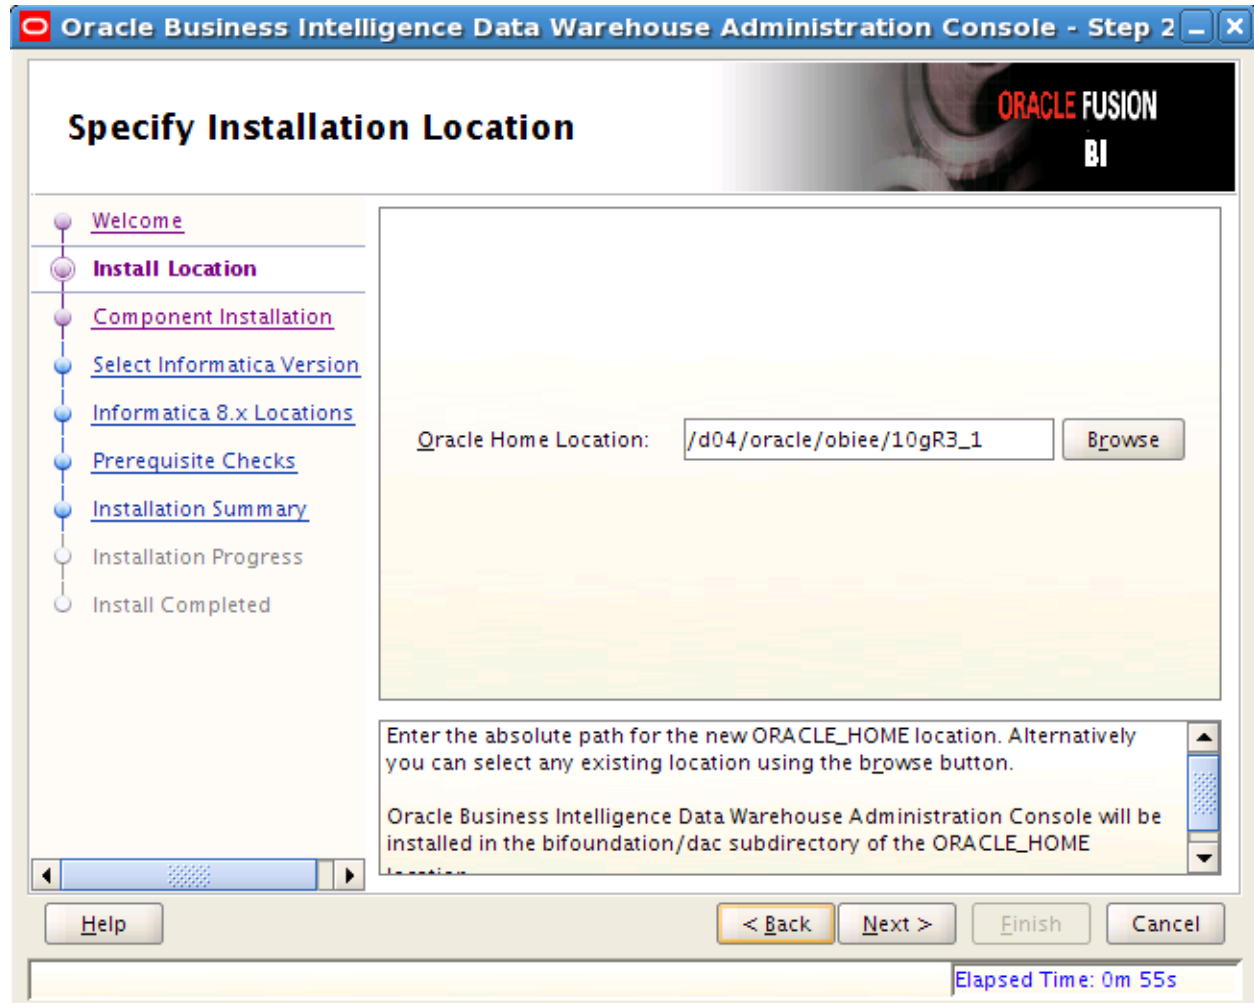 Oracle Business Intelligence Data Warehouse Administration Console - Step 2
Specify Installation Location
ORACLE FUSION
BI
Welcome
Install Location
Component Installation
Select Informatica Version
Informatica 8.x Locations
Prerequisite Checks
Installation Summary
Installation Progress
Install Completed
Oracle Home Location: /d04/oracle/obiee/10gR3_1 Browse
Enter the absolute path for the new ORACLE_HOME location. Alternatively
you can select any existing location using the browse button.
Oracle Business Intelligence Data Warehouse Administration Console will be
installed in the bifoundation/dac subdirectory of the ORACLE_HOME
Help < Back Next > Finish Cancel
Elapsed Time: 0m 55s